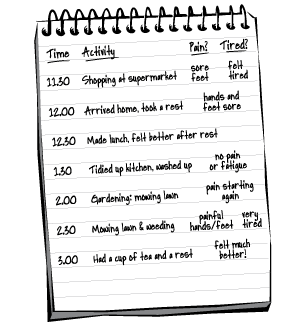 Time Activity Pain? Tired?
11.30 Shopping at supermarket sore feet felt tired
12.00 Arrived home, took a rest hands and feet sore
12.30 Made lunch, felt better after rest
1.30 Tidied up kitchen, washed up no pain or fatigue
2.00 Gardening: mowing lawn pain starting again
2.30 Mowing lawn & weeding painful hands/feet very tired
3.00 Had a cup of tea and a rest felt much better!